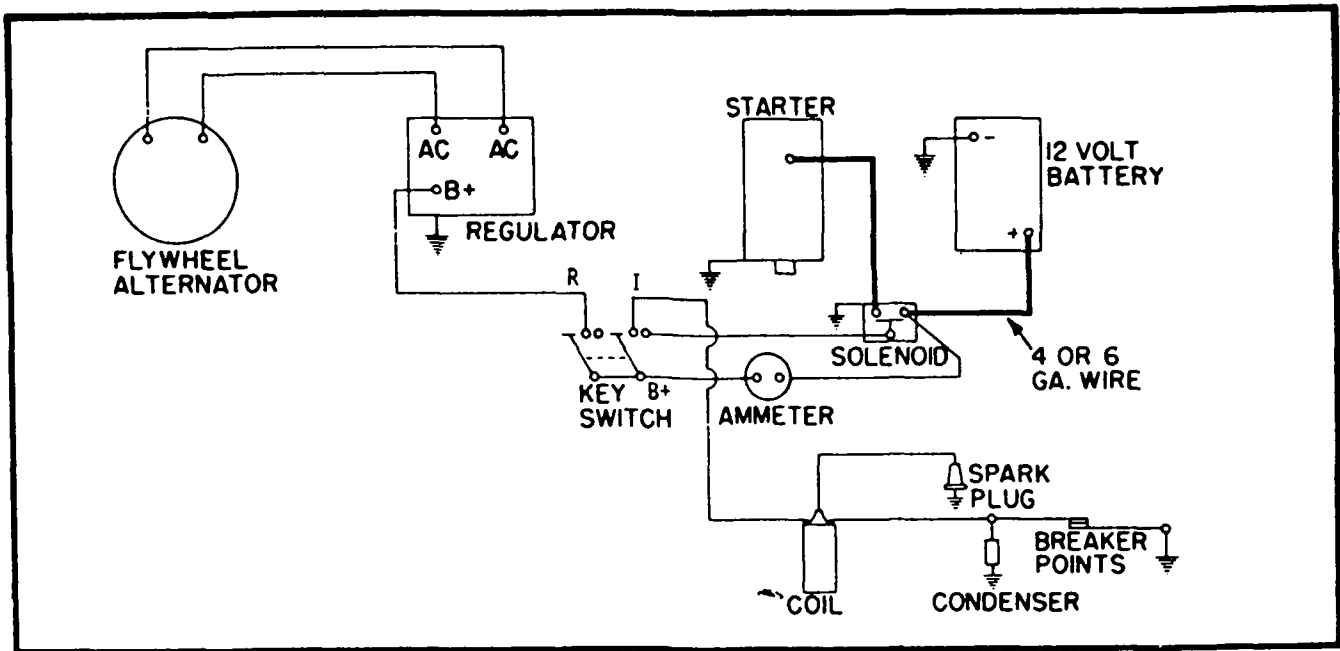 STARTER
AC AC
B+
REGULATOR
-
12 VOLT
BATTERY
+
FLYWHEEL
ALTERNATOR
R I
SOLENOID
4 OR 6
GA. WIRE
KEY
SWITCH
B+
AMMETER
SPARK
PLUG
BREAKER
POINTS
COIL
CONDENSER